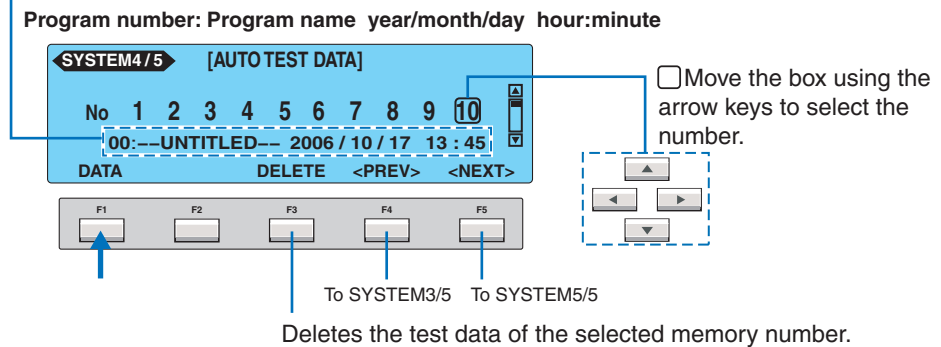 Program number: Program name year/month/day hour:minute
SYSTEM4/5 [AUTO TEST DATA]
No 1 2 3 4 5 6 7 8 9 10
00:--UNTITLED-- 2006/10/17 13:45
DATA DELETE <PREV> <NEXT>
F1 F2 F3 F4 F5
Move the box using the
arrow keys to select the
number.
To SYSTEM3/5 To SYSTEM5/5
Deletes the test data of the selected memory number.